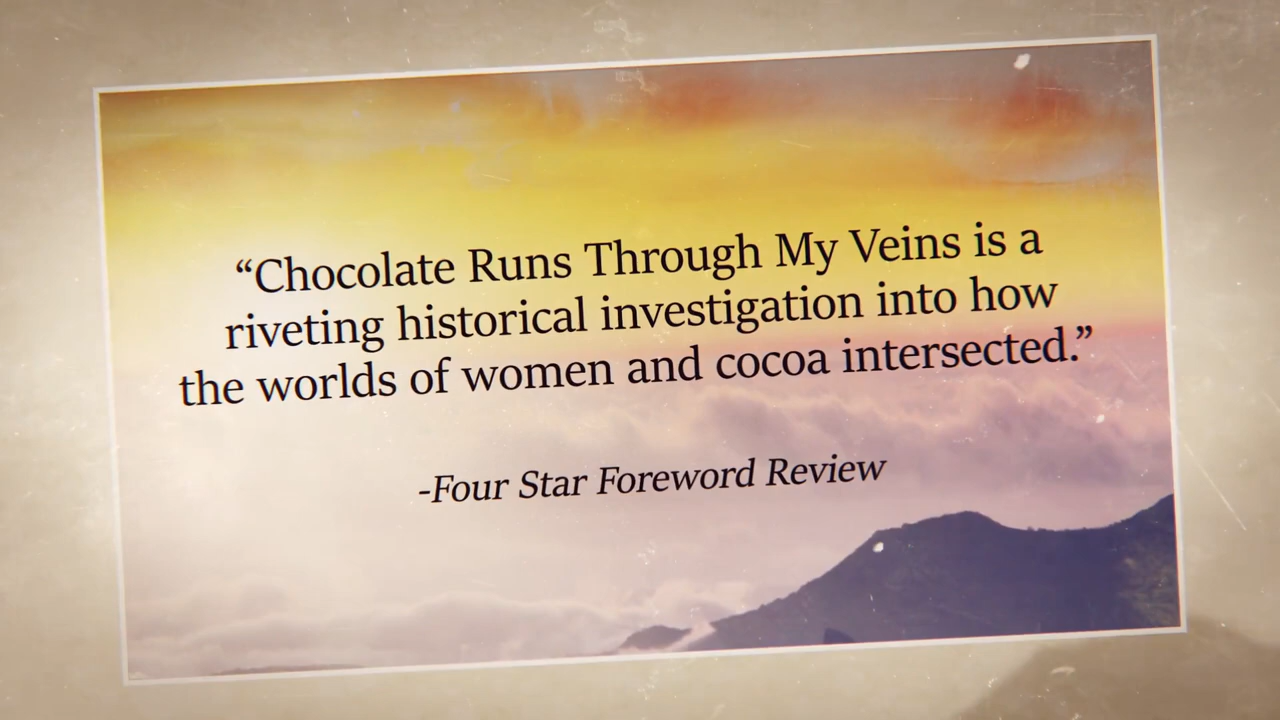 “Chocolate Runs Through My Veins is a
riveting historical investigation into how
the worlds of women and cocoa intersected.”
-Four Star Foreword Review